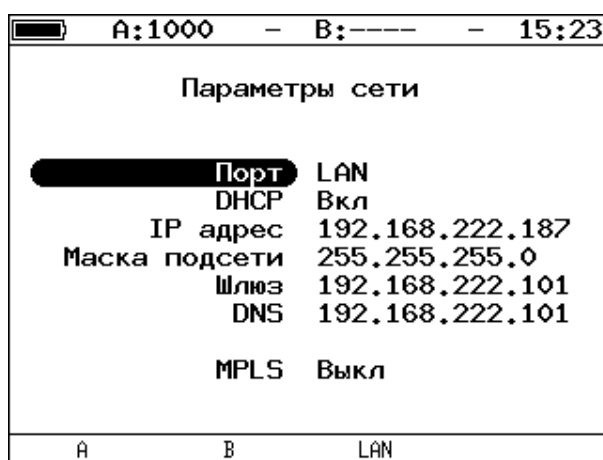 A:1000 – B:---- – 15:23
Параметры сети
Порт LAN
DHCP Вкл
IP адрес 192.168.222.187
Маска подсети 255.255.255.0
Шлюз 192.168.222.101
DNS 192.168.222.101
MPLS Выкл
A B LAN